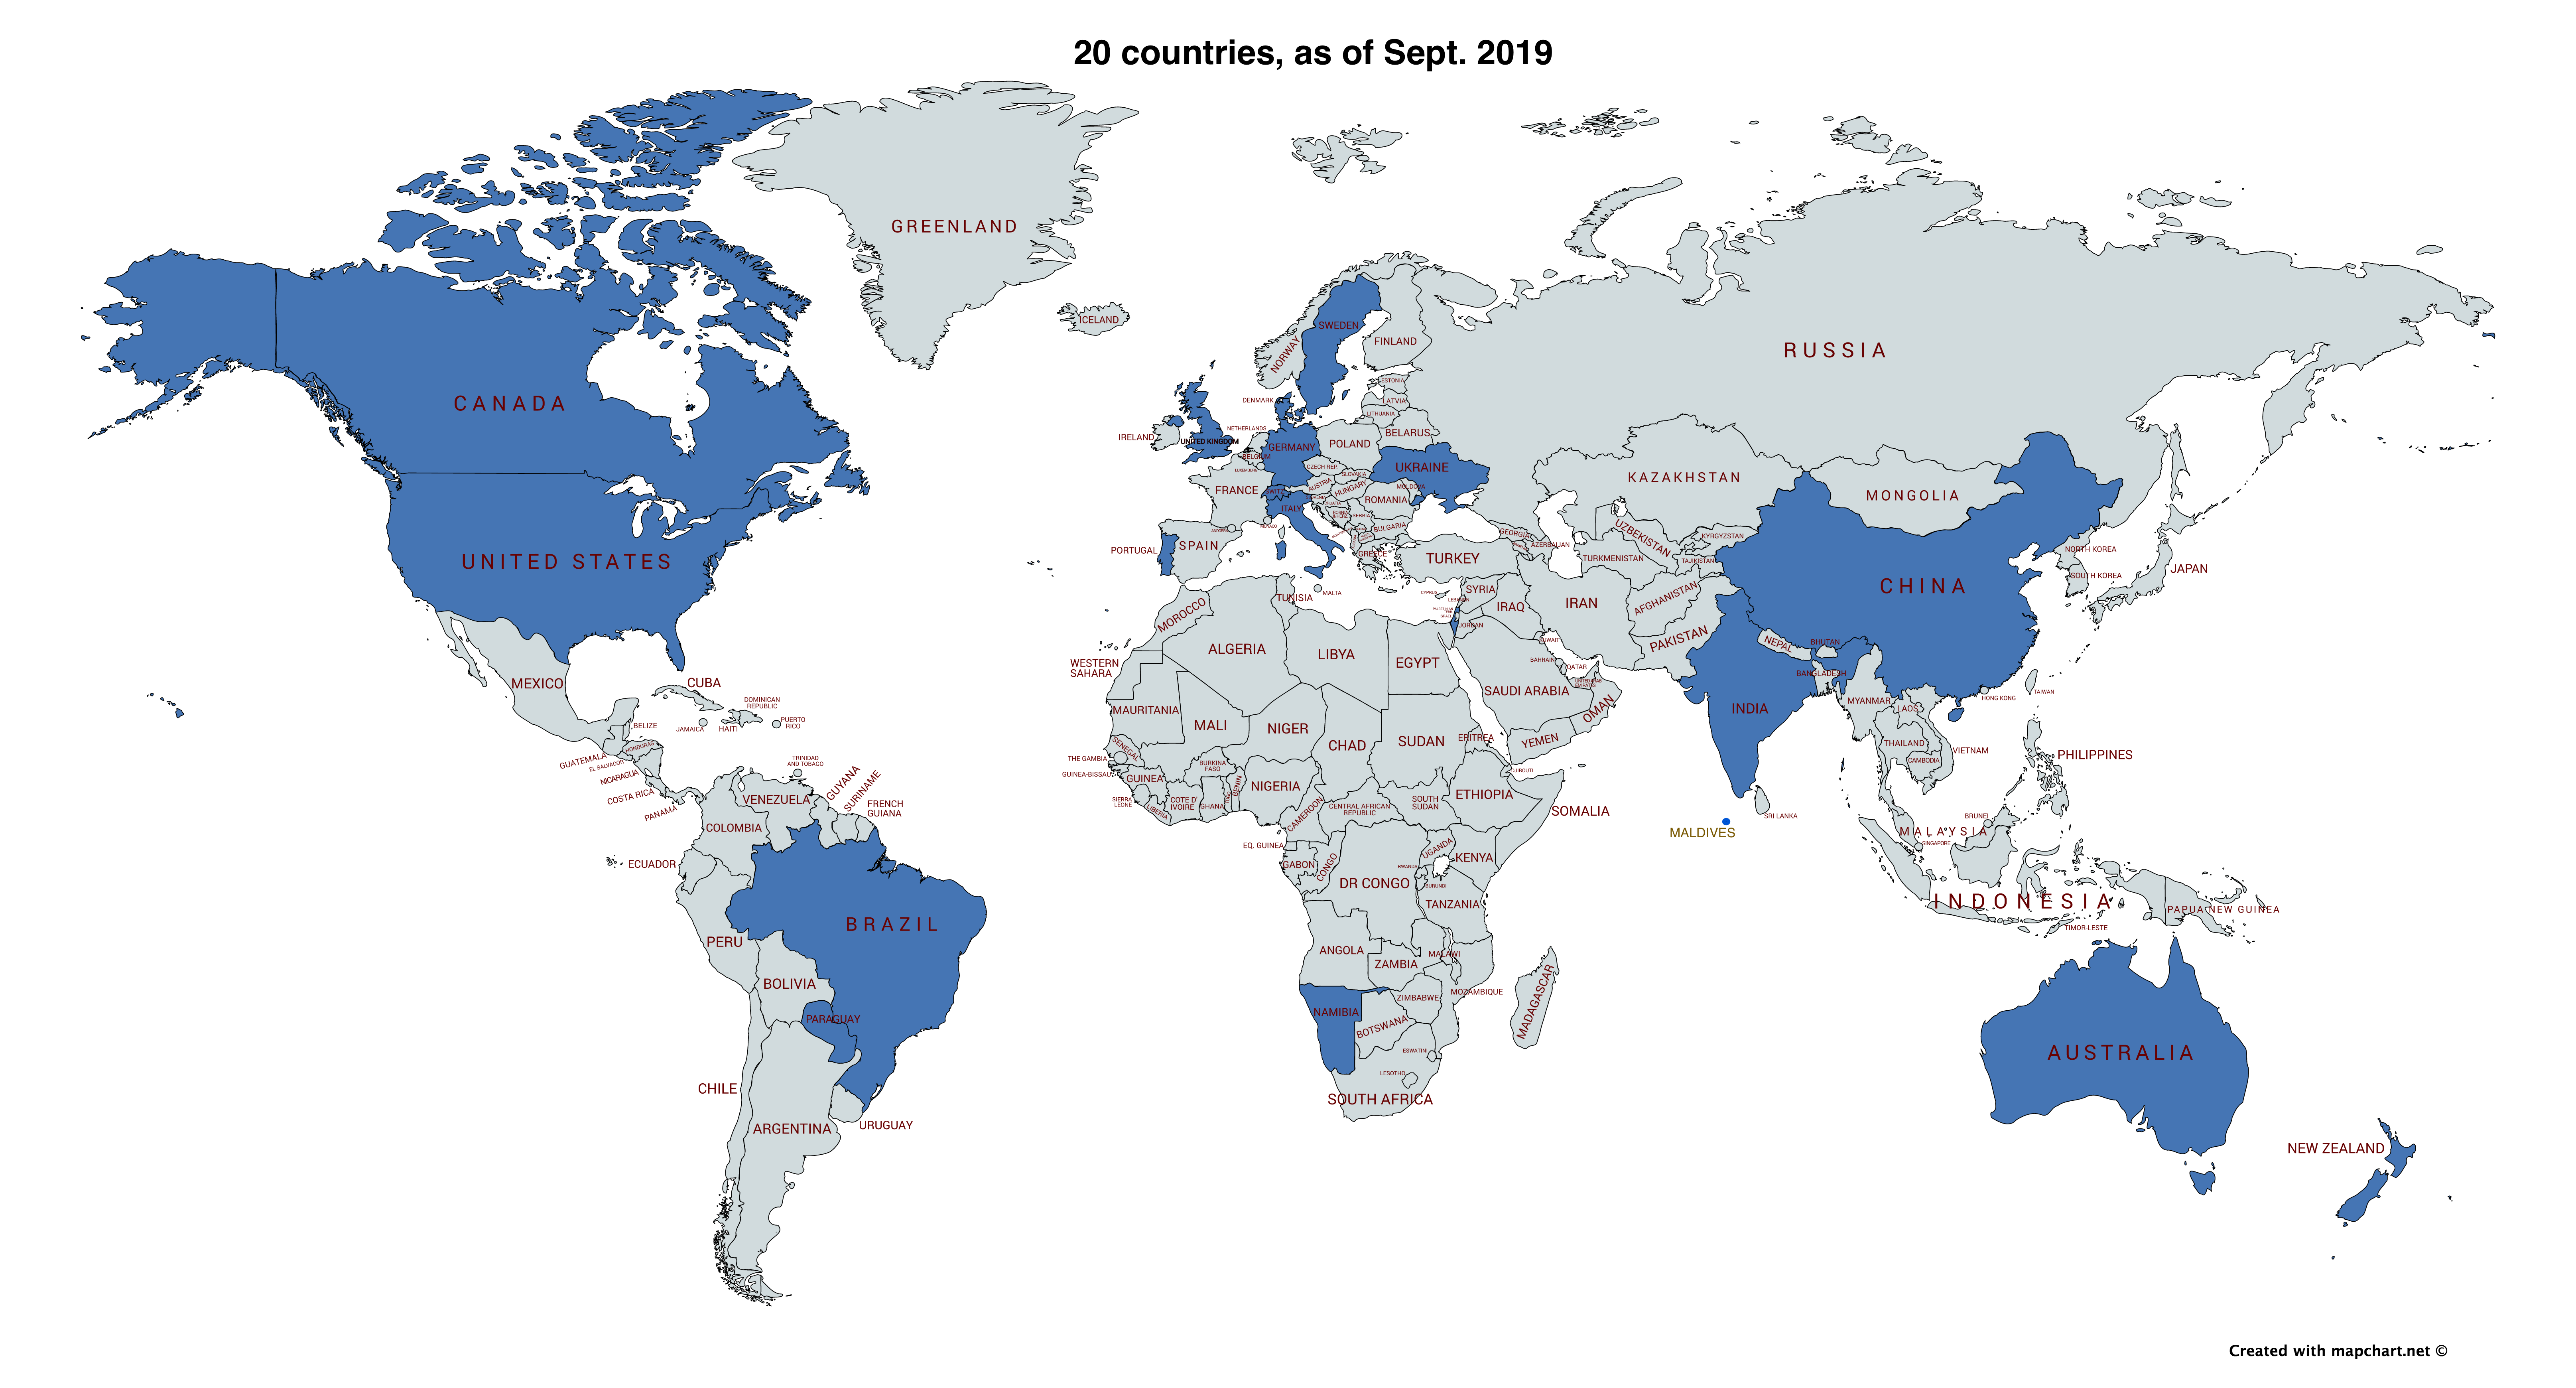 20 countries, as of Sept. 2019
GREENLAND
ICELAND
CANADA
UNITED STATES
MEXICO
CUBA
DOMINICAN
REPUBLIC
JAMAICA
HAITI
PUERTO
RICO
BELIZE
GUATEMALA
HONDURAS
EL SALVADOR
NICARAGUA
COSTA RICA
PANAMA
TRINIDAD
AND TOBAGO
VENEZUELA
GUYANA
SURINAME
FRENCH
GUIANA
COLOMBIA
ECUADOR
PERU
BRAZIL
BOLIVIA
PARAGUAY
CHILE
ARGENTINA
URUGUAY
NORWAY
SWEDEN
FINLAND
RUSSIA
ESTONIA
LATVIA
LITHUANIA
DENMARK
IRELAND
UNITED KINGDOM
NETHERLANDS
BELGIUM
LUXEMBURG
GERMANY
POLAND
BELARUS
UKRAINE
CZECH REP.
SLOVAKIA
AUSTRIA
HUNGARY
MOLDOVA
ROMANIA
FRANCE
SWITZ.
ITALY
SERBIA
BULGARIA
ANDORRA
MONACO
PORTUGAL
SPAIN
GREECE
MALTA
CYPRUS
TURKEY
GEORGIA
AZERBAIJAN
KAZAKHSTAN
UZBEKISTAN
TURKMENISTAN
KYRGYZSTAN
TAJIKISTAN
AFGHANISTAN
PAKISTAN
MONGOLIA
CHINA
NORTH KOREA
SOUTH KOREA
JAPAN
SYRIA
LEBANON
ISRAEL
JORDAN
IRAQ
IRAN
KUWAIT
BAHRAIN
QATAR
UNITED ARAB
EMIRATES
SAUDI ARABIA
OMAN
YEMEN
NEPAL
BHUTAN
BANGLADESH
INDIA
SRI LANKA
MALDIVES
MYANMAR
LAOS
THAILAND
CAMBODIA
VIETNAM
HONG KONG
TAIWAN
PHILIPPINES
BRUNEI
MALAYSIA
SINGAPORE
INDONESIA
TIMOR-LESTE
PAPUA NEW GUINEA
MOROCCO
WESTERN
SAHARA
ALGERIA
TUNISIA
LIBYA
EGYPT
MAURITANIA
MALI
NIGER
CHAD
SUDAN
ERITREA
DJIBOUTI
SENEGAL
THE GAMBIA
GUINEA-BISSAU
GUINEA
SIERRA
LEONE
LIBERIA
COTE D'
IVOIRE
BURKINA
FASO
GHANA
TOGO
BENIN
NIGERIA
CAMEROON
CENTRAL AFRICAN
REPUBLIC
SOUTH
SUDAN
ETHIOPIA
SOMALIA
EQ. GUINEA
GABON
CONGO
DR CONGO
UGANDA
KENYA
RWANDA
BURUNDI
TANZANIA
ANGOLA
ZAMBIA
MALAWI
MOZAMBIQUE
ZIMBABWE
NAMIBIA
BOTSWANA
MADAGASCAR
ESWATINI
LESOTHO
SOUTH AFRICA
AUSTRALIA
NEW ZEALAND
Created with mapchart.net ©